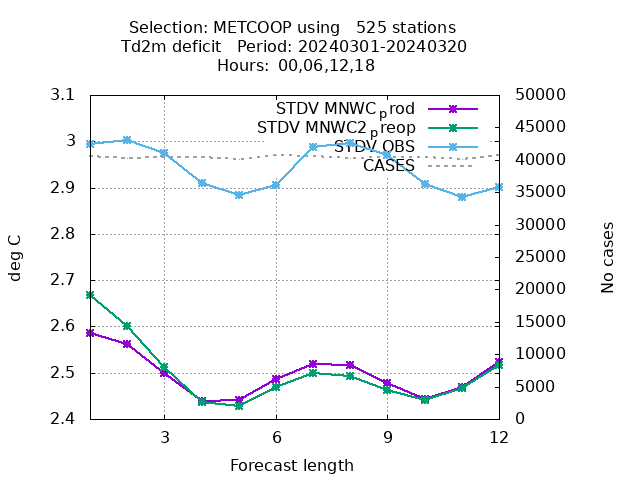 Selection: METCOOP using   525 stations
Td2m deficit   Period: 20240301-20240320
Hours:  00,06,12,18
3.1
3
2.9
2.8
2.7
2.6
2.5
2.4
50000
45000
40000
35000
30000
25000
20000
15000
10000
5000
0
STDV MNWCprod
STDV MNWC2preop
STDV OBS
CASES
deg C
No cases
3 6 9 12
Forecast length